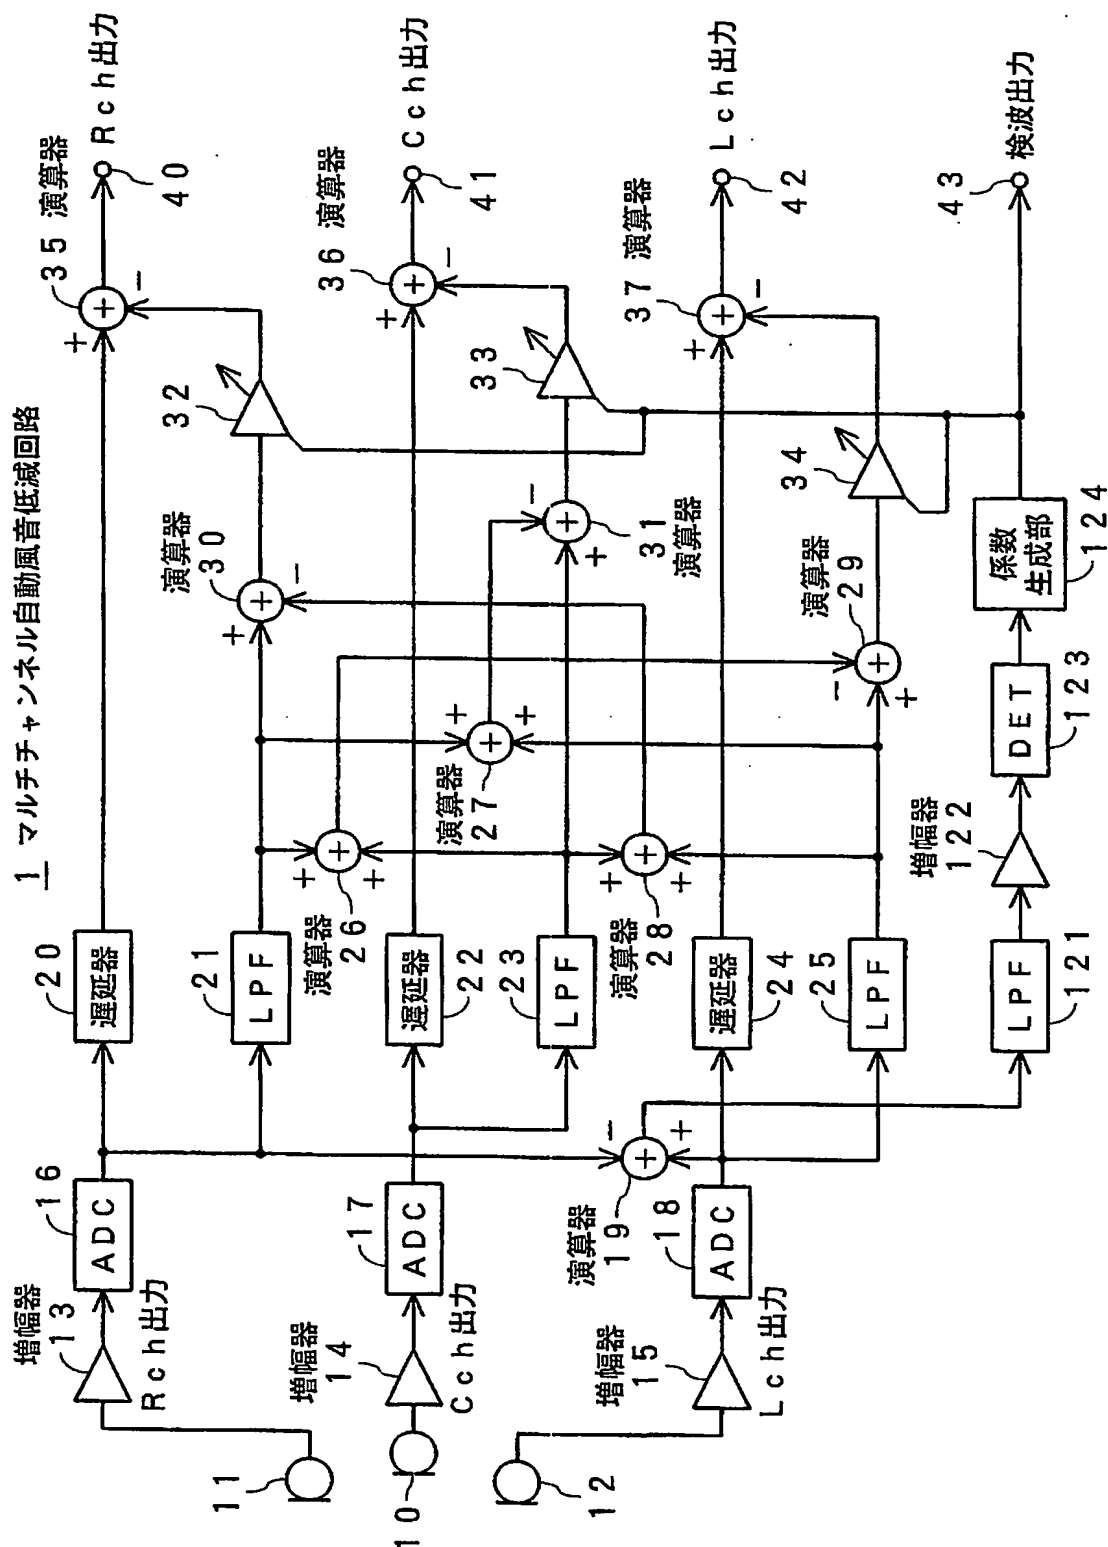 1 マルチチャンネル自動風音低減回路
増幅器
13
Rch出力
16
ADC
20
遅延器
35 演算器
Rch出力
40
11
21
LPF
演算器
30
32
演算器
26
増幅器
14
Cch出力
10
17
ADC
遅延器
22
演算器
27
36 演算器
Cch出力
41
23
LPF
33
31
演算器
演算器
28
演算器
19
増幅器
15
Lch出力
12
18
ADC
遅延器
24
37 演算器
Lch出力
42
25
LPF
演算器
29
34
LPF
121
増幅器
122
DET
123
係数
生成部
124
43
検波出力
+
+
−
+
+
−
+
+
+
+
−
+
+
+
−
+
−
+
−
+
−
+
+
+
+
+
+
+
+
+